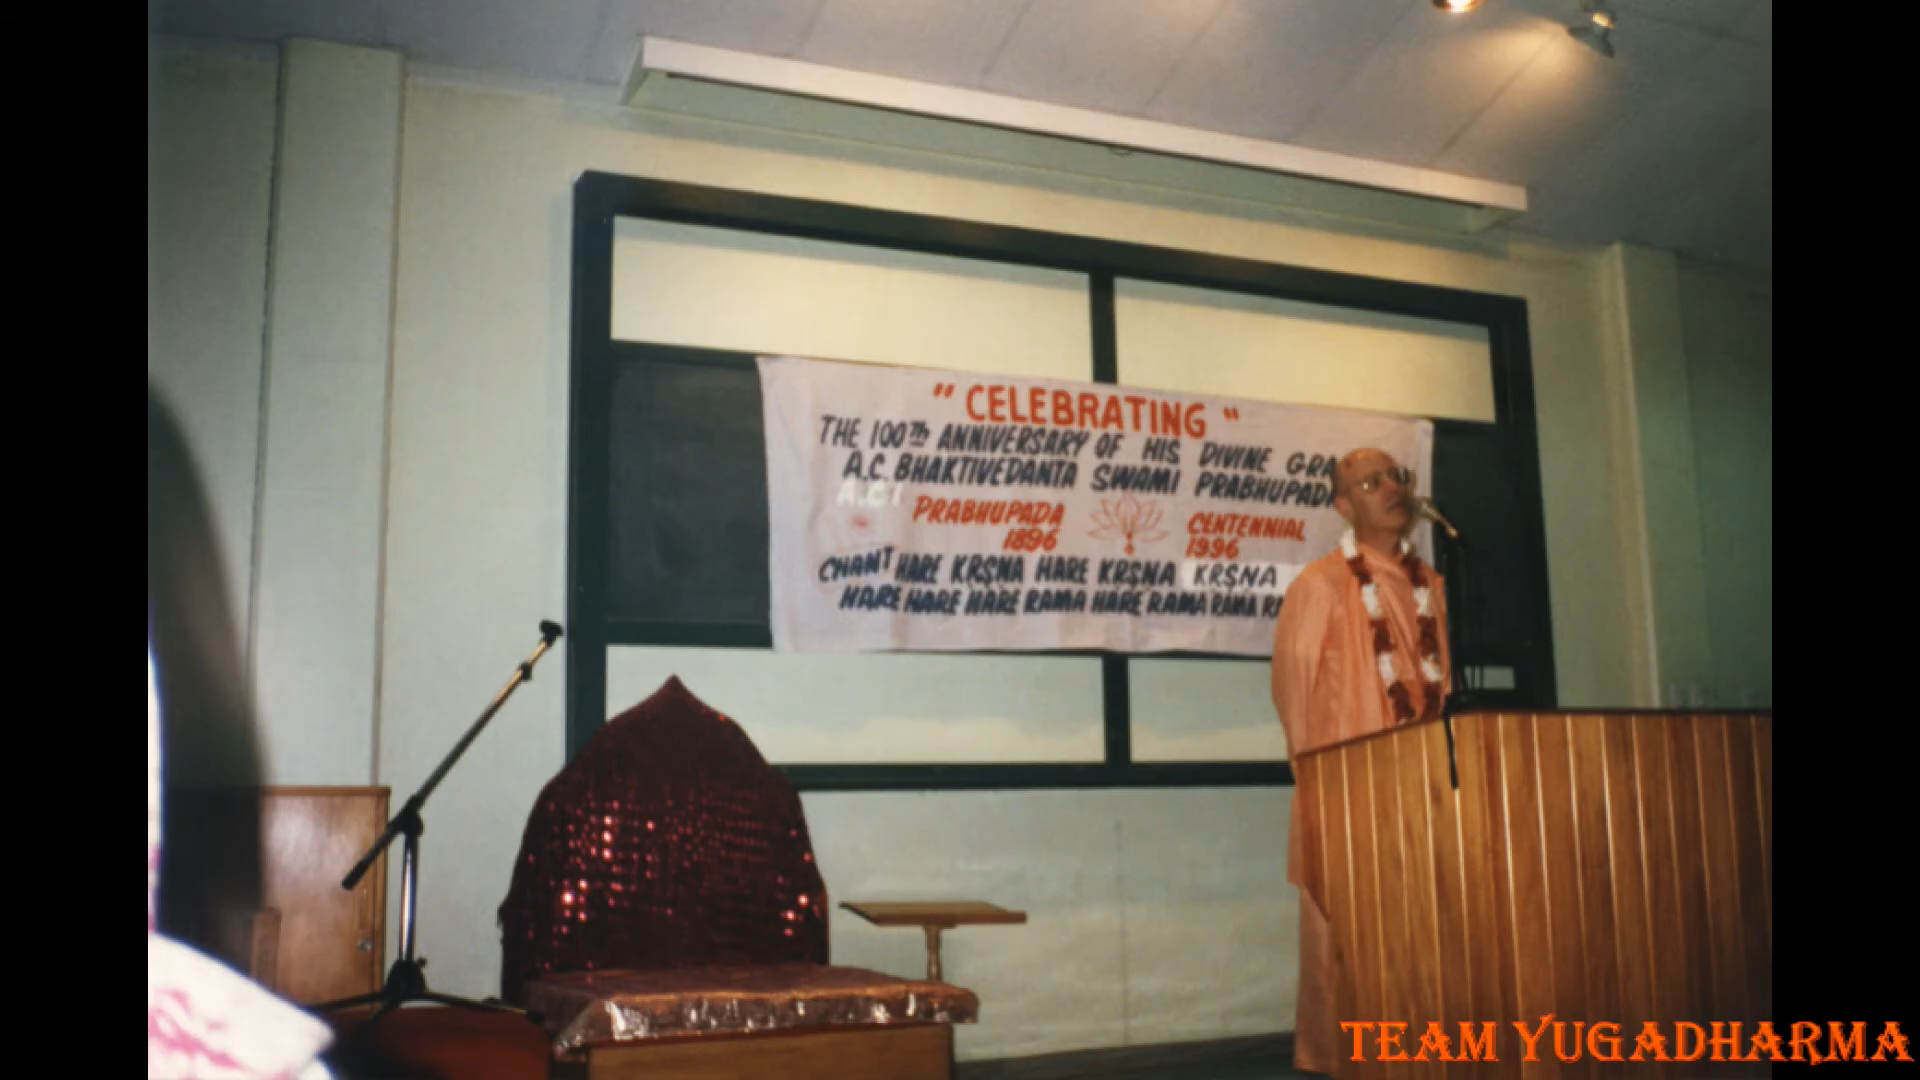 " CELEBRATING "
THE 100Th ANNIVERSARY OF HIS DIVINE
A.C. BHAKTIVEDANTA SWAMI PRABHUPADA
PRABHUPADA CENTENNIAL
1896 1996
CHANT HARE KRSNA HARE KRSNA KRSNA
HARE HARE HARE RAMA HARE RAMA RAMA
TEAM YUGADHARMA